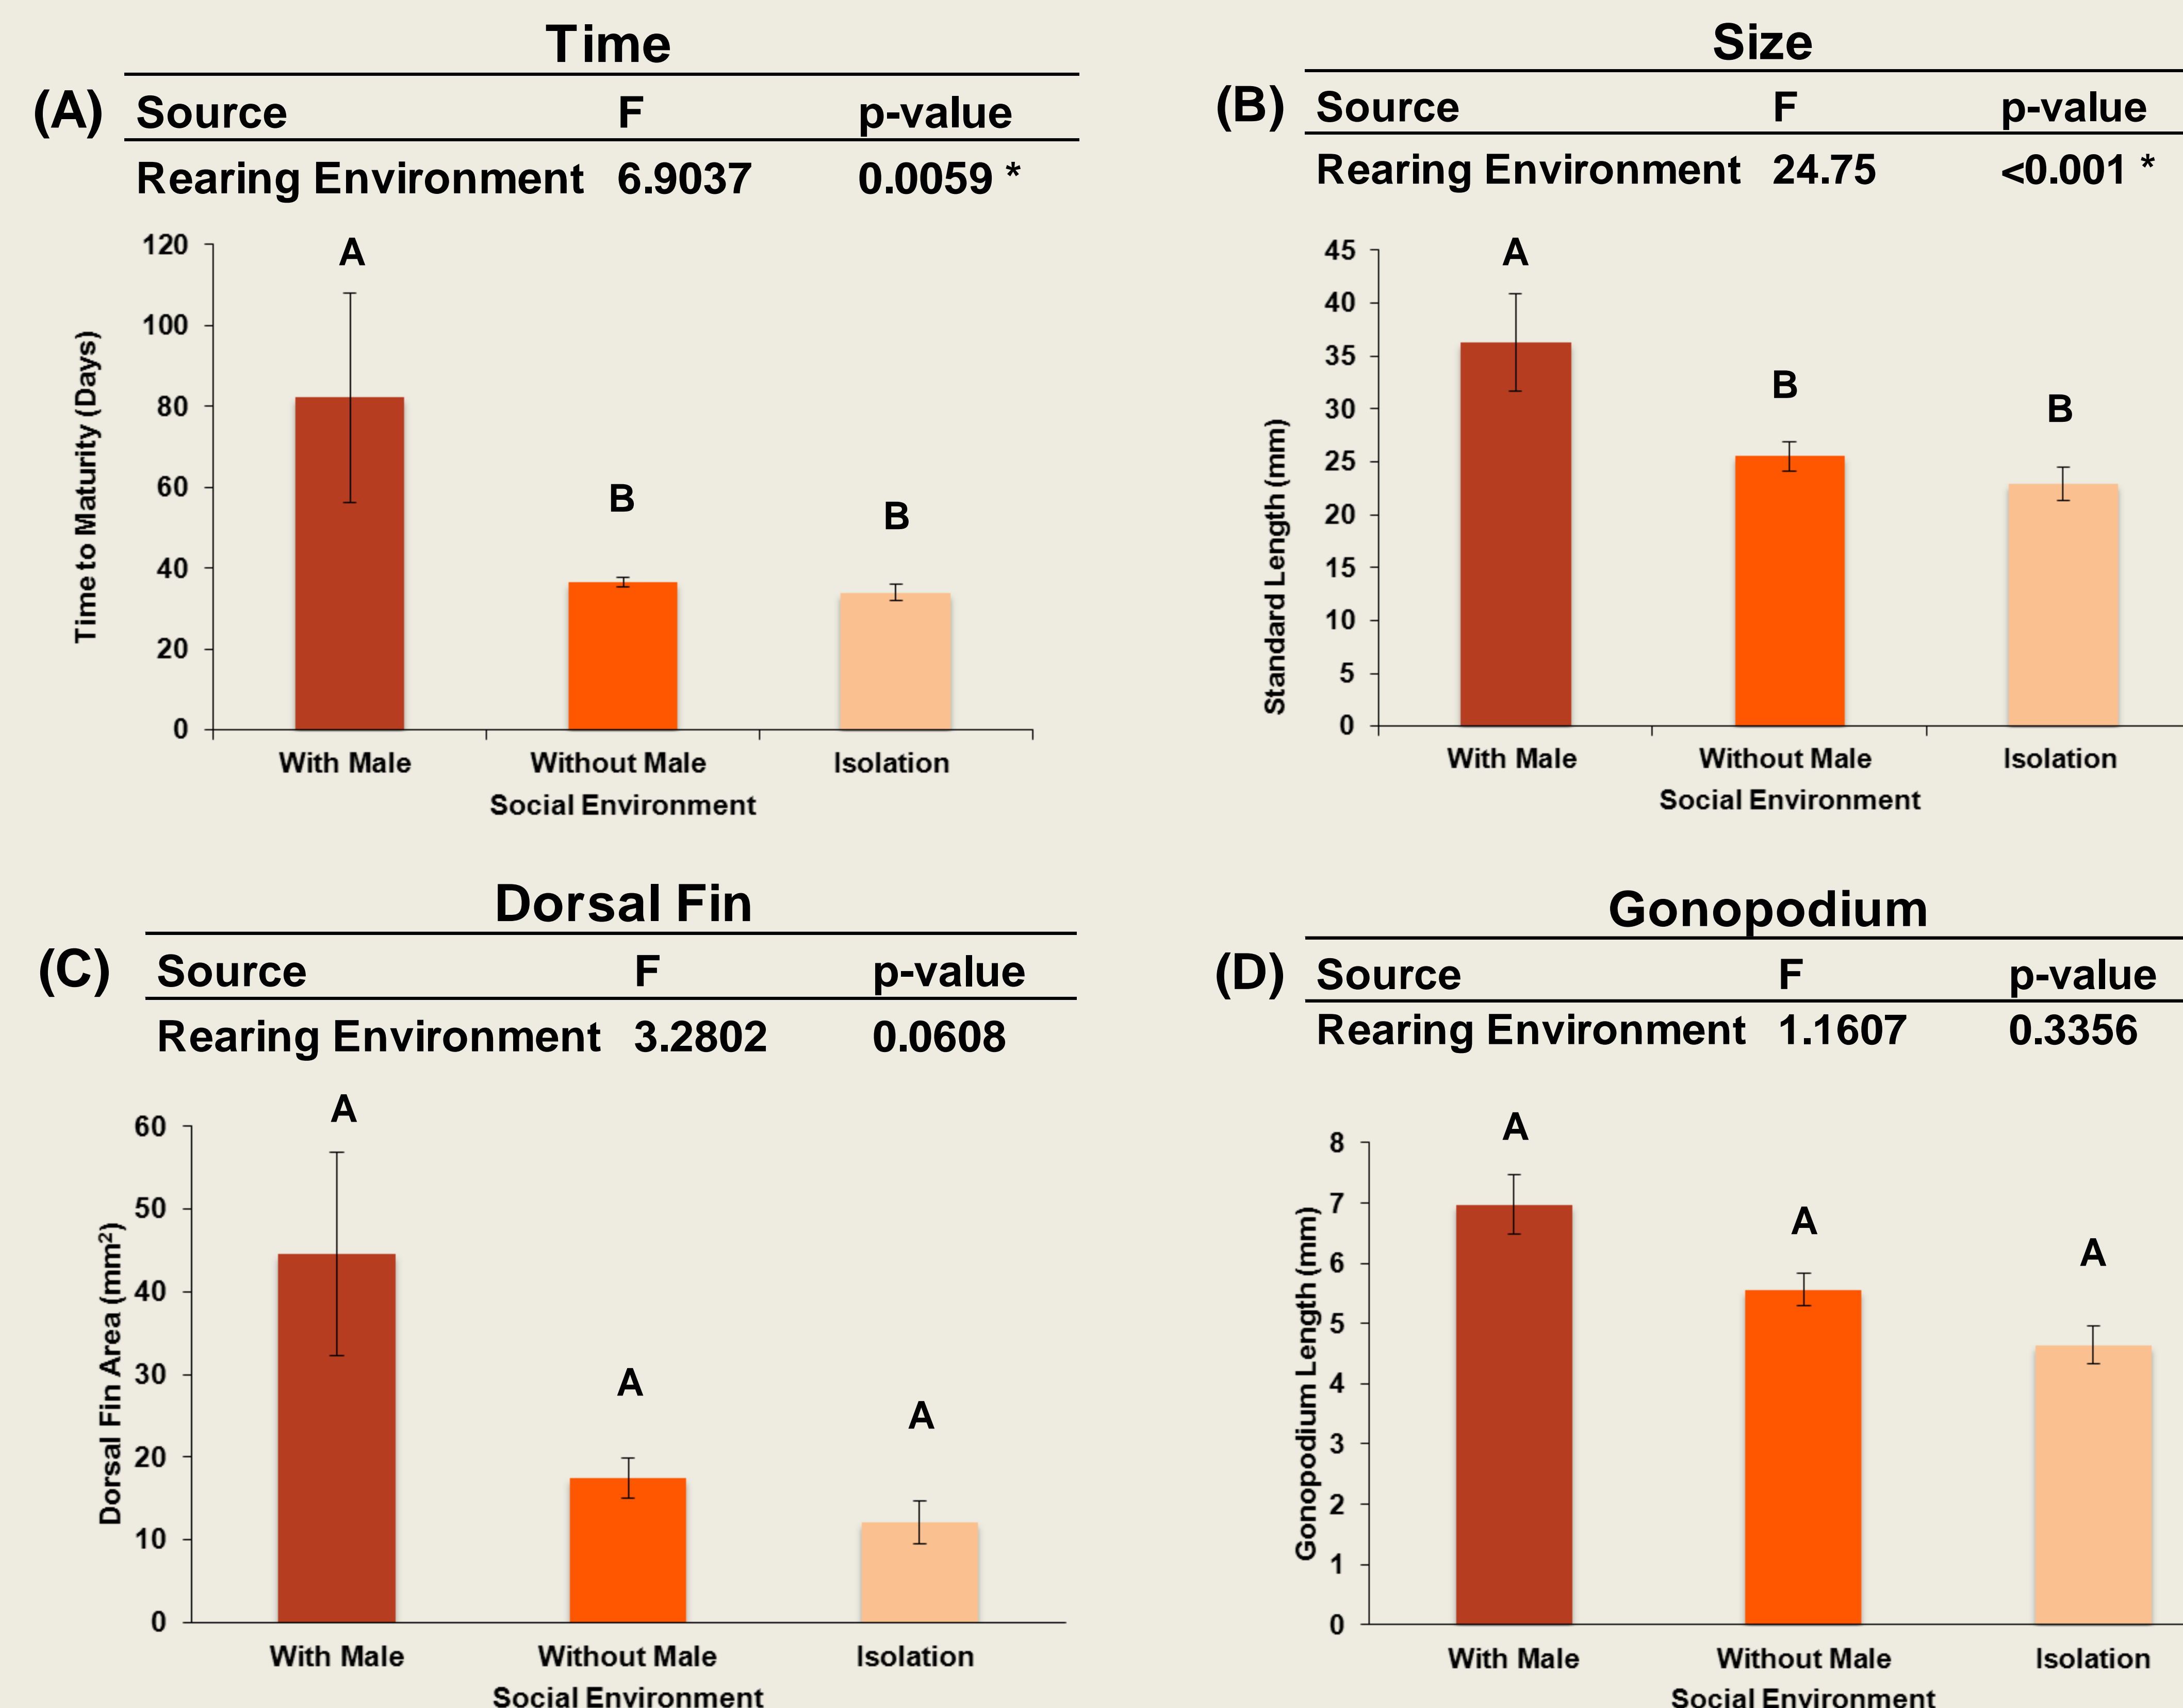 Time
(A) Source F p-value
Rearing Environment 6.9037 0.0059 *
120
100
80
60
40
20
0
Time to Maturity (Days)
A
B
B
With Male Without Male Isolation
Social Environment
Size
(B) Source F p-value
Rearing Environment 24.75 <0.001 *
45
40
35
30
25
20
15
10
5
0
Standard Length (mm)
A
B
B
With Male Without Male Isolation
Social Environment
Dorsal Fin
(C) Source F p-value
Rearing Environment 3.2802 0.0608
60
50
40
30
20
10
0
Dorsal Fin Area (mm²)
A
A
A
With Male Without Male Isolation
Social Environment
Gonopodium
(D) Source F p-value
Rearing Environment 1.1607 0.3356
8
7
6
5
4
3
2
1
0
Gonopodium Length (mm)
A
A
A
With Male Without Male Isolation
Social Environment